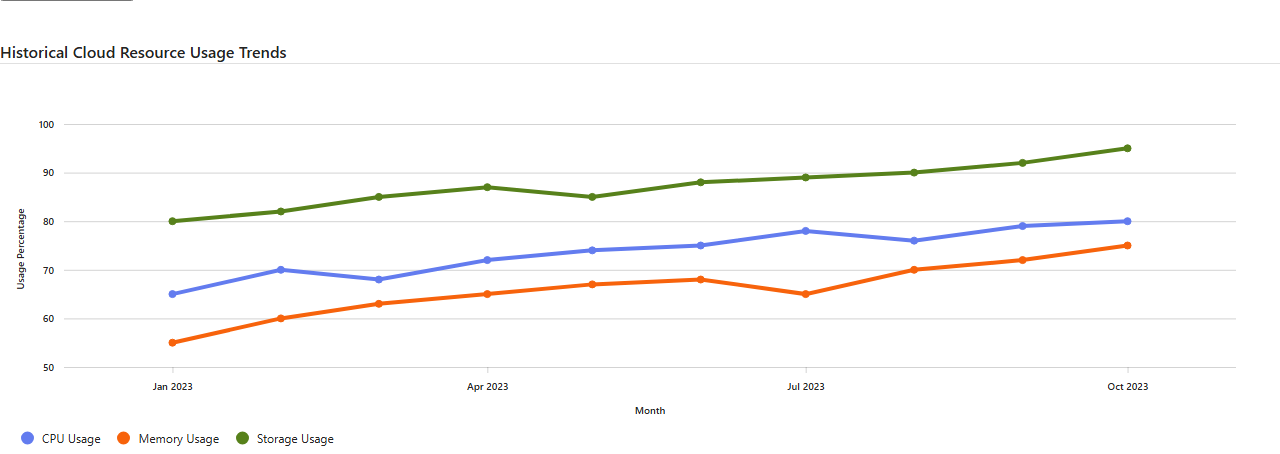 Historical Cloud Resource Usage Trends
100
90
80
70
60
50
Usage Percentage
Jan 2023 Apr 2023 Jul 2023 Oct 2023
Month
CPU Usage Memory Usage Storage Usage